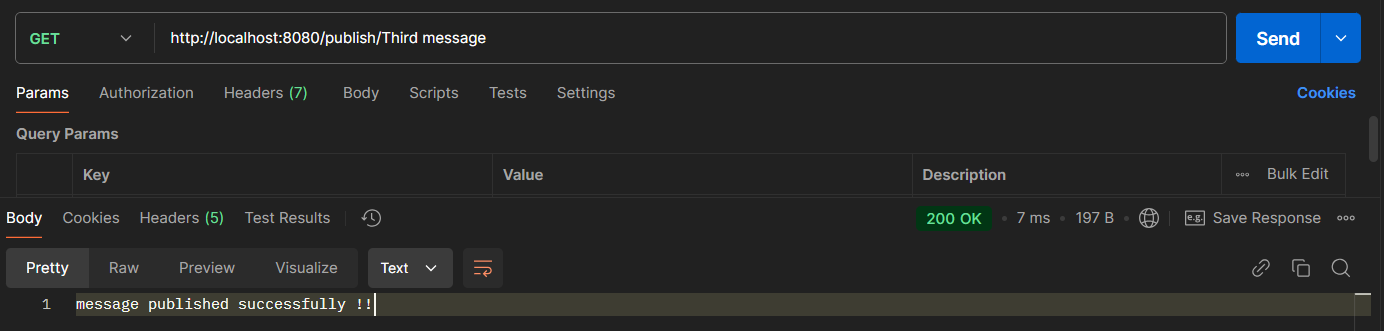 GET http://localhost:8080/publish/Third message Send
Params Authorization Headers (7) Body Scripts Tests Settings Cookies
Query Params
Key Value Description Bulk Edit
Body Cookies Headers (5) Test Results 200 OK 7 ms 197 B e.g. Save Response
Pretty Raw Preview Visualize Text
1 message published successfully !!